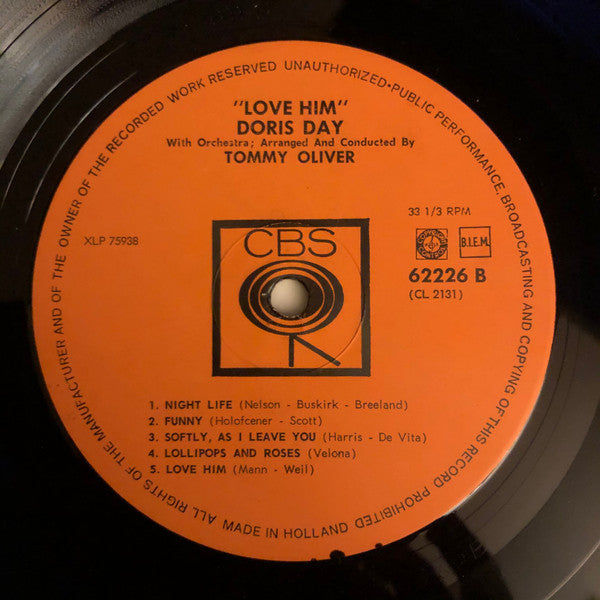 ALL RIGHTS OF THE MANUFACTURER AND OF THE OWNER OF THE RECORDED WORK RESERVED UNAUTHORIZED•PUBLIC PERFORMANCE, BROADCASTING AND COPYING OF THIS RECORD PROHIBITED
"LOVE HIM"
DORIS DAY
With Orchestra; Arranged And Conducted By
TOMMY OLIVER
33 1/3 RPM
XLP 75938
B.I.E.M.
62226 B
(CL 2131)
CBS
1. NIGHT LIFE (Nelson - Buskirk - Breeland)
2. FUNNY (Holofcener - Scott)
3. SOFTLY, AS I LEAVE YOU (Harris - De Vita)
4. LOLLIPOPS AND ROSES (Velona)
5. LOVE HIM (Mann - Weil)
MADE IN HOLLAND